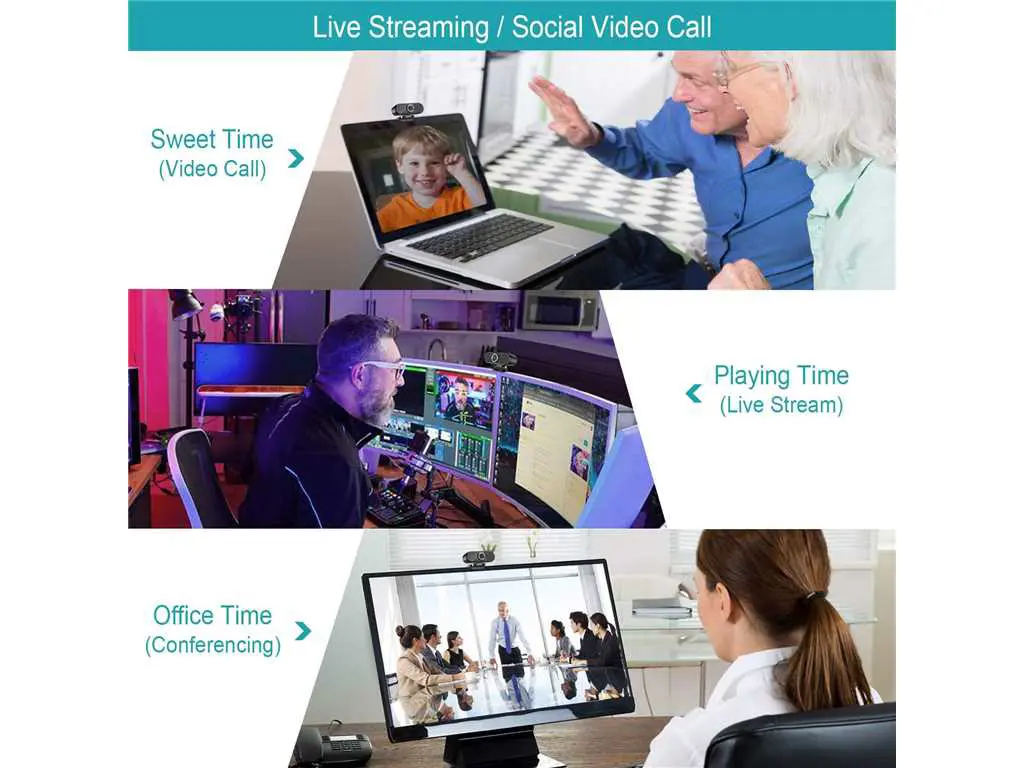 Live Streaming / Social Video Call
Sweet Time
(Video Call)
Playing Time
(Live Stream)
Office Time
(Conferencing)